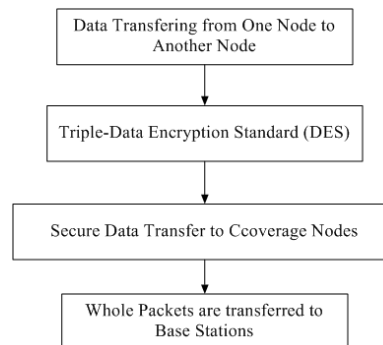 Data Transfering from One Node to
Another Node
Triple-Data Encryption Standard (DES)
Secure Data Transfer to Ccoverage Nodes
Whole Packets are transferred to
Base Stations